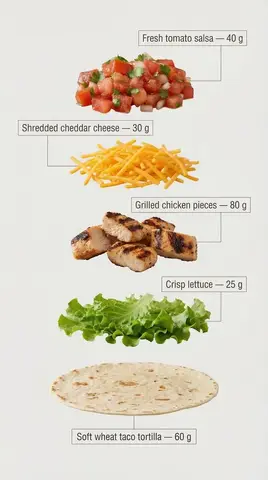 Fresh tomato salsa — 40 g
Shredded cheddar cheese — 30 g
Grilled chicken pieces — 80 g
Crisp lettuce — 25 g
Soft wheat taco tortilla — 60 g